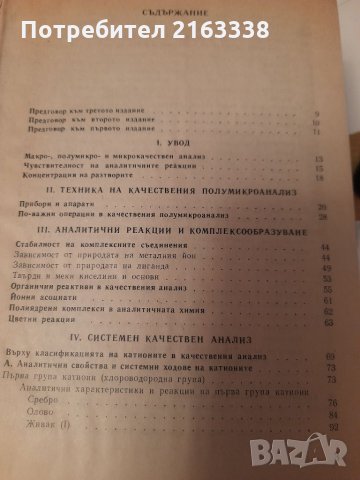 Потребител 2163338
СЪДЪРЖАНИЕ
Предговор към третото издание 9
Предговор към второто издание 10
Предговор към първото издание 11
I. УВОД
Макро-, полумикро- и микрокачествен анализ 13
Чувствителност на аналитичните реакции 15
Концентрации на разтворите 18
II. ТЕХНИКА НА КАЧЕСТВЕНИЯ ПОЛУМИКРОАНАЛИЗ
Прибори и апарати 20
По-важни операции в качествения полумикроанализ 28
III. АНАЛИТИЧНИ РЕАКЦИИ И КОМПЛЕКСООБРАЗУВАНЕ
Стабилност на комплексните съединения 44
Зависимост от природата на металния йон 44
Зависимост от природата на лиганда 49
Твърди и меки киселини и основи 53
Органични реактиви в качествения анализ 55
Йонни асоциати 61
Полиядрени комплекси в аналитичната химия 62
Цветни реакции 63
IV. СИСТЕМЕН КАЧЕСТВЕН АНАЛИЗ
Върху класификацията на катионите в качествения анализ 69
А. Аналитични свойства и системни ходове на катионите 73
Първа група катиони (хлороводородна група) 73
Аналитични характеристики и реакции на първа група катиони
Сребро 76
Олово 84
Живак (I) 92
BAZAR